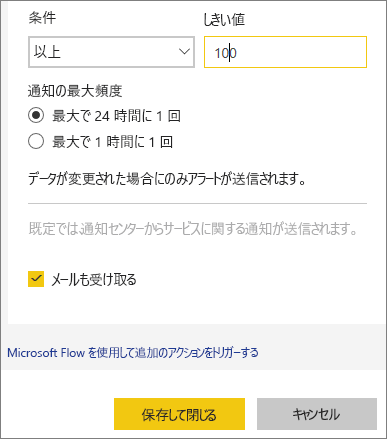 条件
しきい値
以上
100
通知の最大頻度
最大で 24 時間に 1 回
最大で 1 時間に 1 回
データが変更された場合にのみアラートが送信されます。
既定では通知センターからサービスに関する通知が送信されます。
メールも受け取る
Microsoft Flow を使用して追加のアクションをトリガーする
保存して閉じる
キャンセル